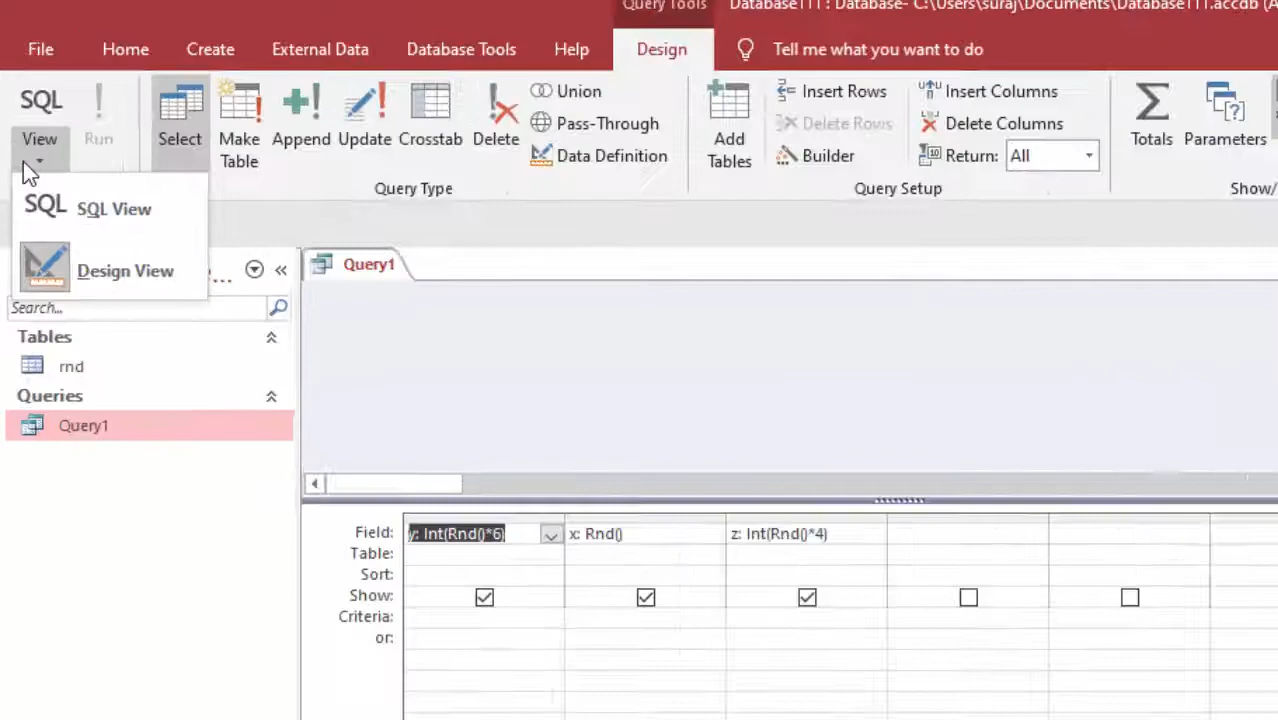 Query Tools
Database111 : Database- C:\Users\suraj\Documents\Database111.accdb (A
File Home Create External Data Database Tools Help Design Tell me what you want to do
SQL
View
Run
Select
Make
Table
Append
Update
Crosstab
Delete
Union
Pass-Through
Data Definition
Query Type
Add
Tables
Insert Rows
Delete Rows
Builder
Insert Columns
Delete Columns
Return: All
Query Setup
Totals
Parameters
Show/
SQL SQL View
Design View
...
Query1
Search...
Tables
rnd
Queries
Query1
Field: y: Int(Rnd()*6) x: Rnd() z: Int(Rnd()*4)
Table:
Sort:
Show:
Criteria:
or: